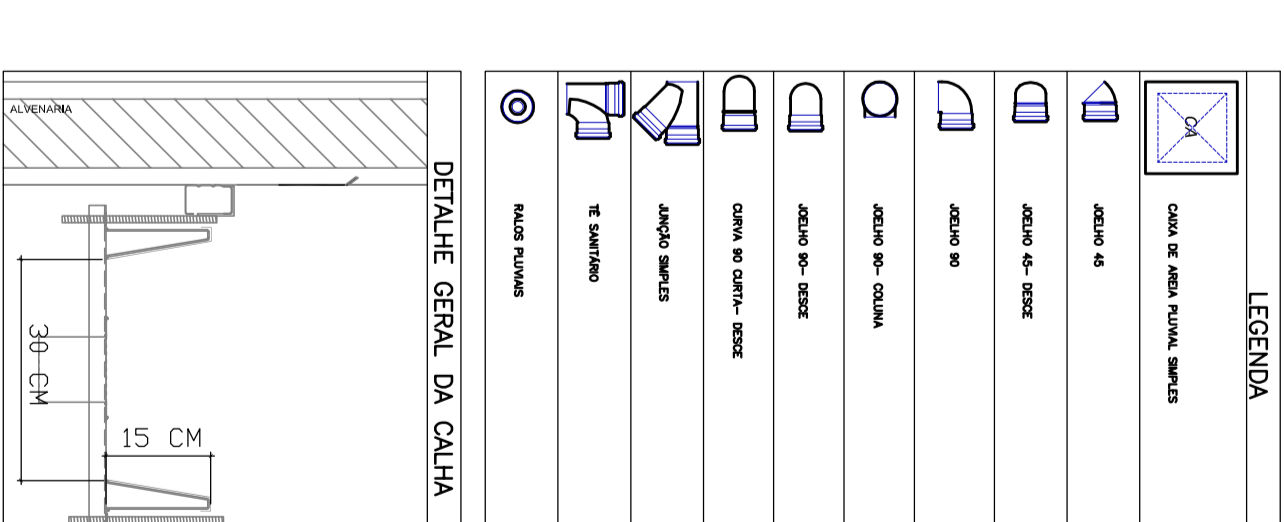 LEGENDA
CAIXA DE AREIA PLUVIAL SIMPLES
CA
JOELHO 45
JOELHO 45- DESCE
JOELHO 90
JOELHO 90- COLUNA
JOELHO 90- DESCE
CURVA 90 CURTA- DESCE
JUNÇÃO SIMPLES
TÊ SANITÁRIO
RALOS PLUVIAIS
DETALHE GERAL DA CALHA
ALVENARIA
30 CM
15 CM